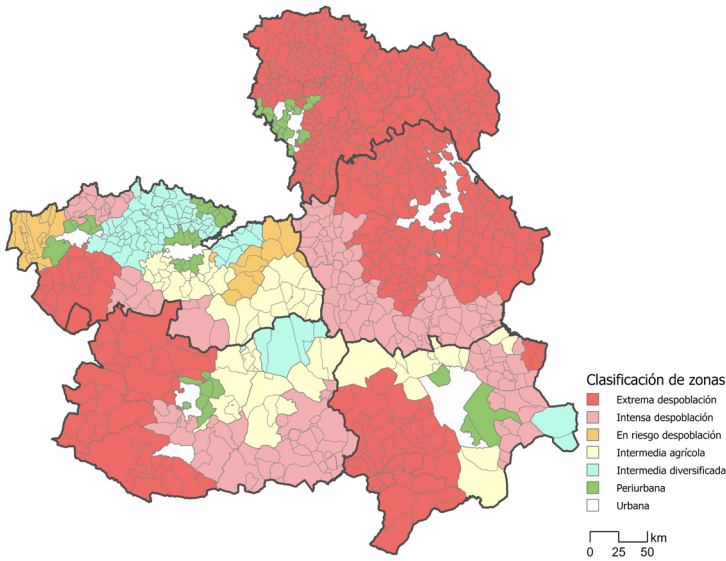 Clasificación de zonas
Extrema despoblación
Intensa despoblación
En riesgo despoblación
Intermedia agrícola
Intermedia diversificada
Periurbana
Urbana
km
0 25 50